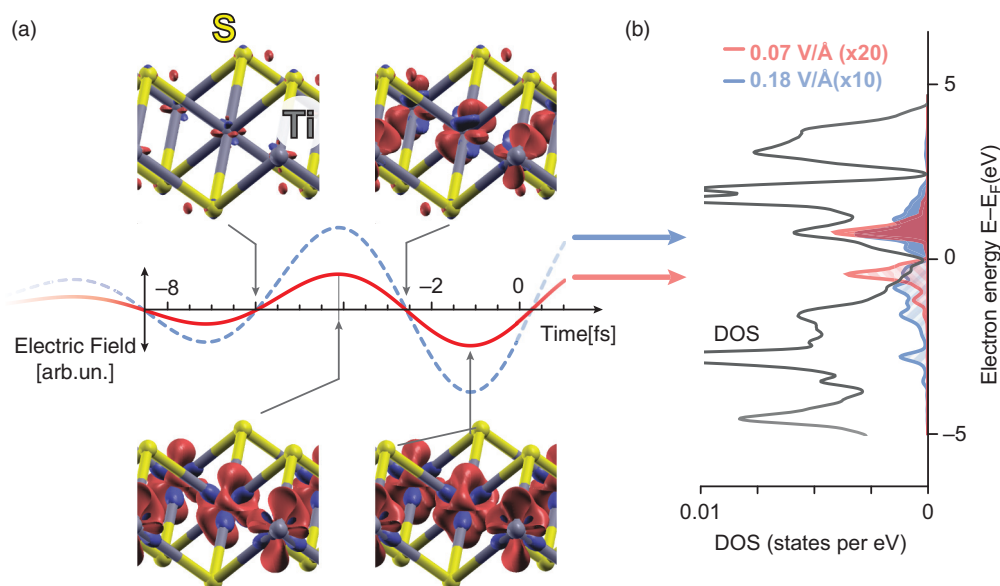 (a)
S
Ti
–8
–2
0
Time[fs]
Electric Field
[arb.un.]
(b)
0.07 V/Å (x20)
0.18 V/Å(x10)
5
0
–5
Electron energy E–E_F(eV)
DOS
0.01
0
DOS (states per eV)